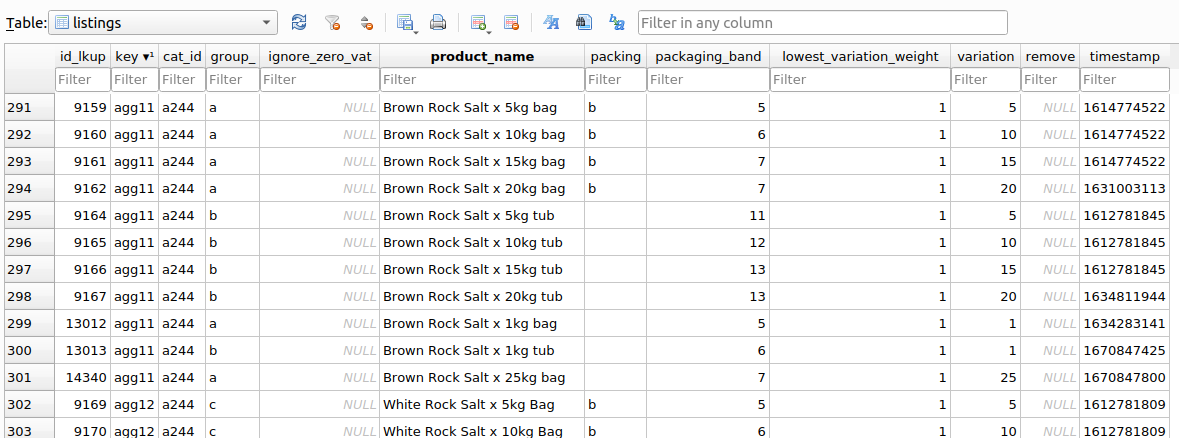 Table: listings Filter in any column
id_lkup key ▾¹ cat_id group_ ignore_zero_vat product_name packing packaging_band lowest_variation_weight variation remove timestamp
Filter Filter Filter Filter Filter Filter Filter Filter Filter Filter Filter Filter
291 9159 agg11 a244 a NULL Brown Rock Salt x 5kg bag b 5 1 5 NULL 1614774522
292 9160 agg11 a244 a NULL Brown Rock Salt x 10kg bag b 6 1 10 NULL 1614774522
293 9161 agg11 a244 a NULL Brown Rock Salt x 15kg bag b 7 1 15 NULL 1614774522
294 9162 agg11 a244 a NULL Brown Rock Salt x 20kg bag b 7 1 20 NULL 1631003113
295 9164 agg11 a244 b NULL Brown Rock Salt x 5kg tub 11 1 5 NULL 1612781845
296 9165 agg11 a244 b NULL Brown Rock Salt x 10kg tub 12 1 10 NULL 1612781845
297 9166 agg11 a244 b NULL Brown Rock Salt x 15kg tub 13 1 15 NULL 1612781845
298 9167 agg11 a244 b NULL Brown Rock Salt x 20kg tub 13 1 20 NULL 1634811944
299 13012 agg11 a244 a NULL Brown Rock Salt x 1kg bag 5 1 1 NULL 1634283141
300 13013 agg11 a244 b NULL Brown Rock Salt x 1kg tub 6 1 1 NULL 1670847425
301 14340 agg11 a244 a NULL Brown Rock Salt x 25kg bag 7 1 25 NULL 1670847800
302 9169 agg12 a244 c NULL White Rock Salt x 5kg Bag b 5 1 5 NULL 1612781809
303 9170 agg12 a244 c NULL White Rock Salt x 10kg Bag b 6 1 10 NULL 1612781809